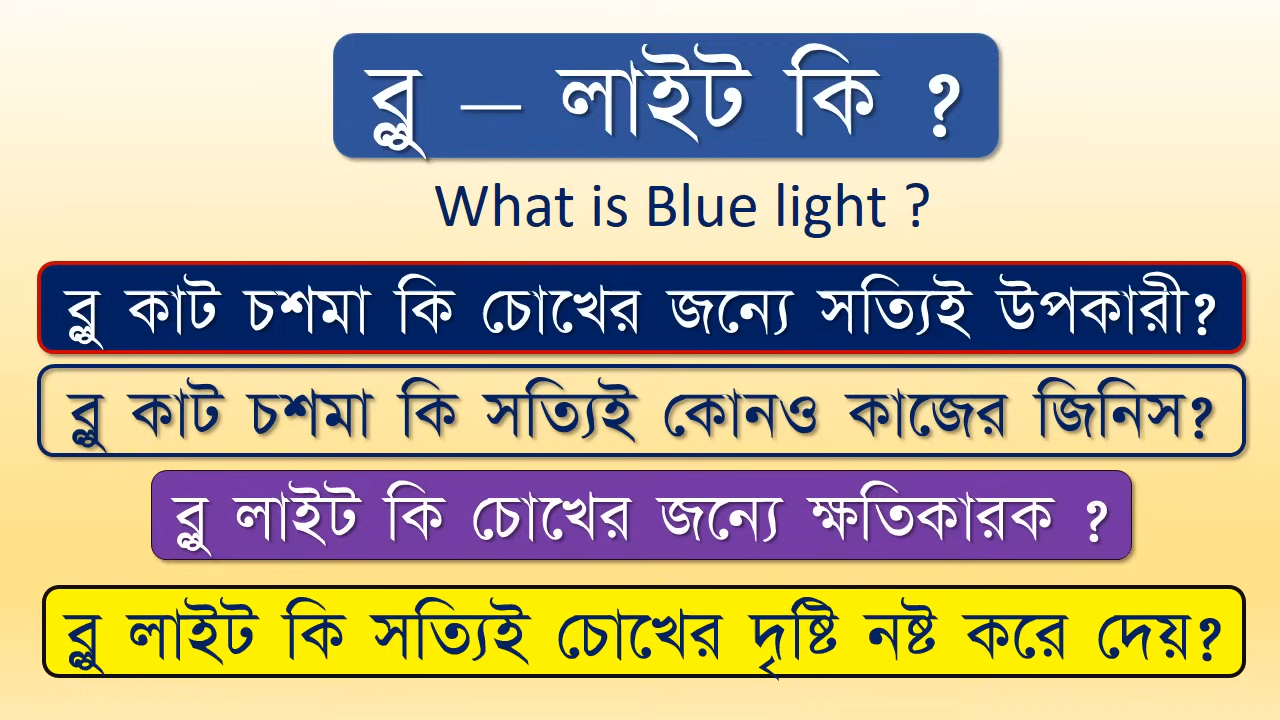 ব্লু – লাইট কি ?
What is Blue light ?
ব্লু কাট চশমা কি চোখের জন্যে সত্যিই উপকারী?
ব্লু কাট চশমা কি সত্যিই কোনও কাজের জিনিস?
ব্লু লাইট কি চোখের জন্যে ক্ষতিকারক ?
ব্লু লাইট কি সত্যিই চোখের দৃষ্টি নষ্ট করে দেয়?